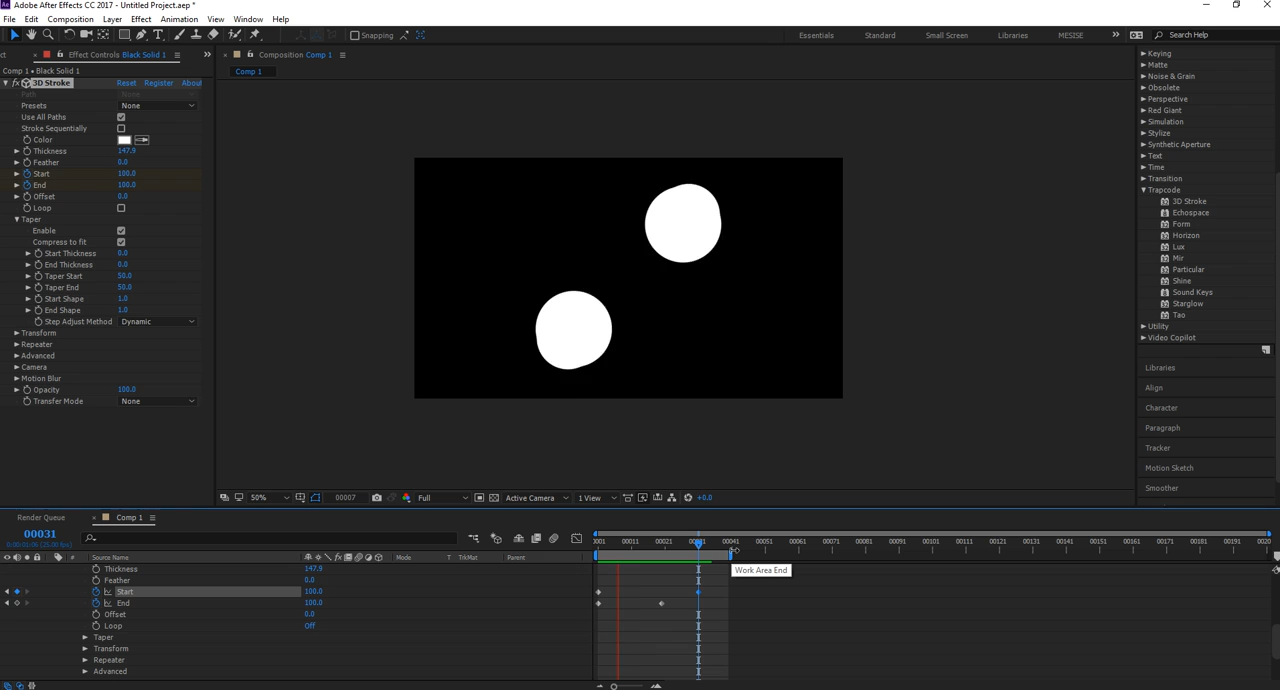 Adobe After Effects CC 2017 - Untitled Project.aep *
File Edit Composition Layer Effect Animation View Window Help
Snapping Essentials Standard Small Screen Libraries MESISE » Search Help
ct × Effect Controls Black Solid 1 »
Comp 1 • Black Solid 1
fx 3D Stroke Reset Register About
Path None
Presets None
Use All Paths
Stroke Sequentially
Color
Thickness 147.9
Feather 0.0
Start 100.0
End 100.0
Offset 0.0
Loop
Taper
Enable
Compress to fit
Start Thickness 0.0
End Thickness 0.0
Taper Start 50.0
Taper End 50.0
Start Shape 1.0
End Shape 1.0
Step Adjust Method Dynamic
Transform
Repeater
Advanced
Camera
Motion Blur
Opacity 100.0
Transfer Mode None
× Composition Comp 1
Comp 1
50% 00007 Full Active Camera 1 View +0.0
Keying
Matte
Noise & Grain
Obsolete
Perspective
Red Giant
Simulation
Stylize
Synthetic Aperture
Text
Time
Transition
Trapcode
3D Stroke
Echospace
Form
Horizon
Lux
Mir
Particular
Shine
Sound Keys
Starglow
Tao
Utility
Video Copilot
Libraries
Align
Character
Paragraph
Tracker
Motion Sketch
Smoother
Render Queue × Comp 1
00031
# Source Name Mode T TrkMat Parent
0001 00011 00021 00031 00041 00051 00061 00071 00081 00091 00101 00111 00121 00131 00141 00151 00161 00171 00181 00191 0020
Work Area End
Thickness 147.9
Feather 0.0
Start 100.0
End 100.0
Offset 0.0
Loop Off
Taper
Transform
Repeater
Advanced